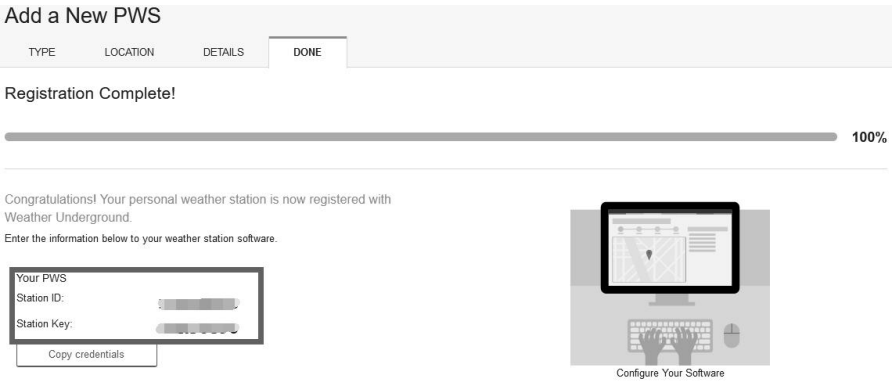 Add a New PWS
TYPE LOCATION DETAILS DONE
Registration Complete!
100%
Congratulations! Your personal weather station is now registered with
Weather Underground.
Enter the information below to your weather station software.
Your PWS
Station ID:
Station Key:
Copy credentials
Configure Your Software